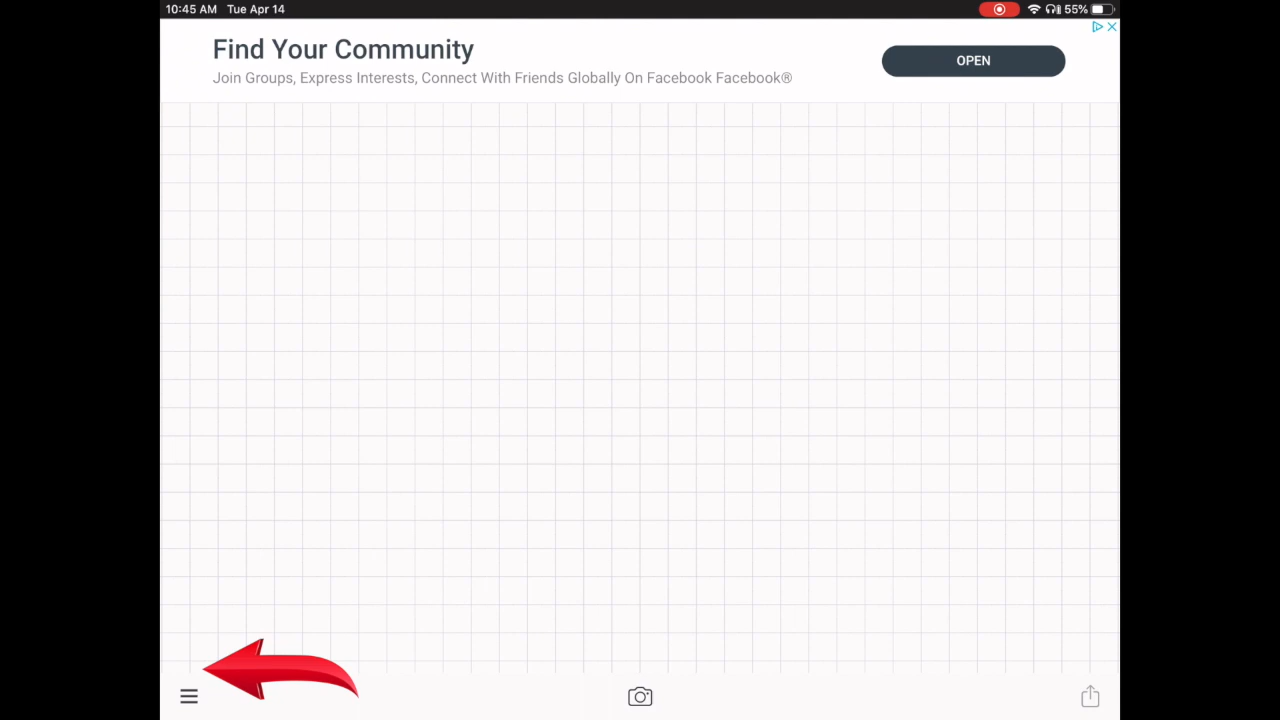 10:45 AM Tue Apr 14 55%
Find Your Community
Join Groups, Express Interests, Connect With Friends Globally On Facebook Facebook®
OPEN